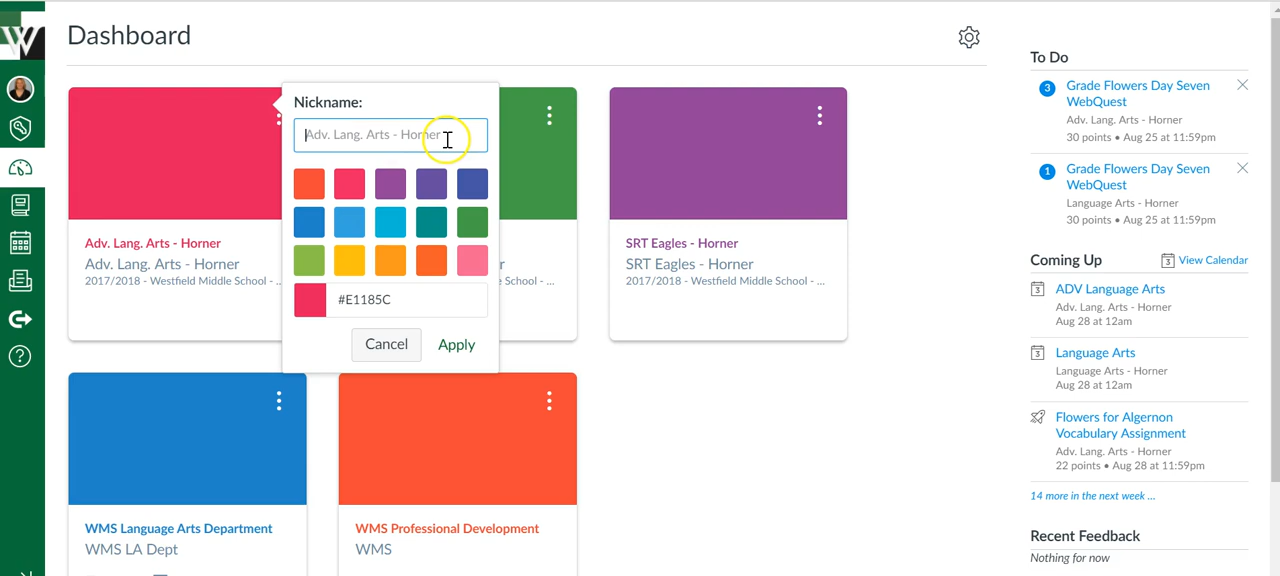 W
Dashboard
Nickname:
Adv. Lang. Arts - Horner
#E1185C
Cancel
Apply
Adv. Lang. Arts - Horner
Adv. Lang. Arts - Horner
2017/2018 - Westfield Middle School - ...
r
ool - ...
SRT Eagles - Horner
SRT Eagles - Horner
2017/2018 - Westfield Middle School - ...
WMS Language Arts Department
WMS LA Dept
WMS Professional Development
WMS
To Do
3
Grade Flowers Day Seven
WebQuest
Adv. Lang. Arts - Horner
30 points • Aug 25 at 11:59pm
1
Grade Flowers Day Seven
WebQuest
Language Arts - Horner
30 points • Aug 25 at 11:59pm
Coming Up
3 View Calendar
3
ADV Language Arts
Adv. Lang. Arts - Horner
Aug 28 at 12am
3
Language Arts
Language Arts - Horner
Aug 28 at 12am
Flowers for Algernon
Vocabulary Assignment
Adv. Lang. Arts - Horner
22 points • Aug 28 at 11:59pm
14 more in the next week ...
Recent Feedback
Nothing for now